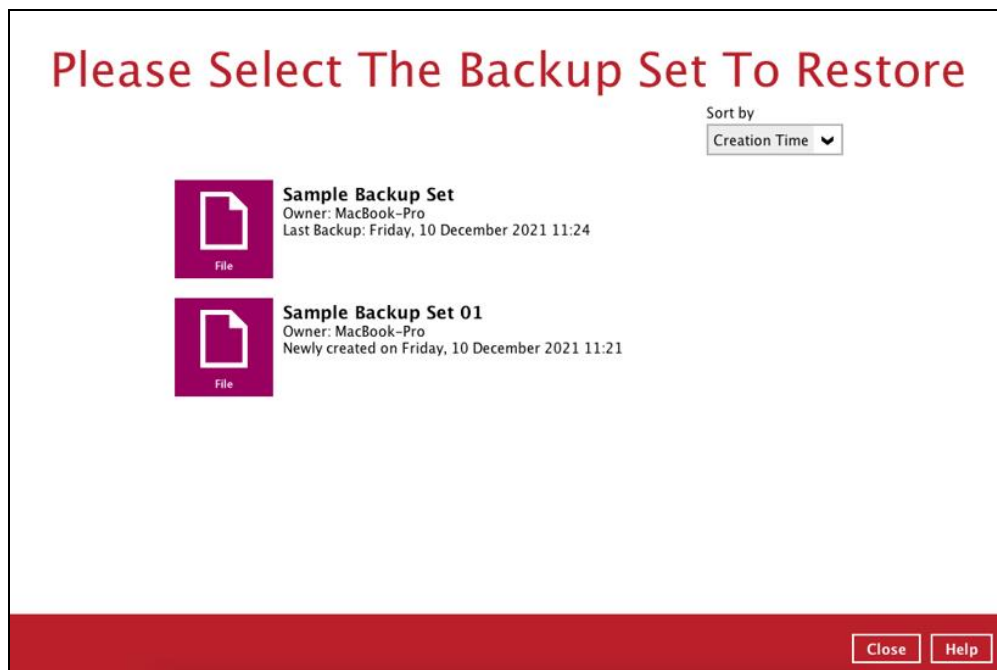 Please Select The Backup Set To Restore
Sort by
Creation Time
Sample Backup Set
Owner: MacBook-Pro
Last Backup: Friday, 10 December 2021 11:24
File
Sample Backup Set 01
Owner: MacBook-Pro
Newly created on Friday, 10 December 2021 11:21
File
Close
Help